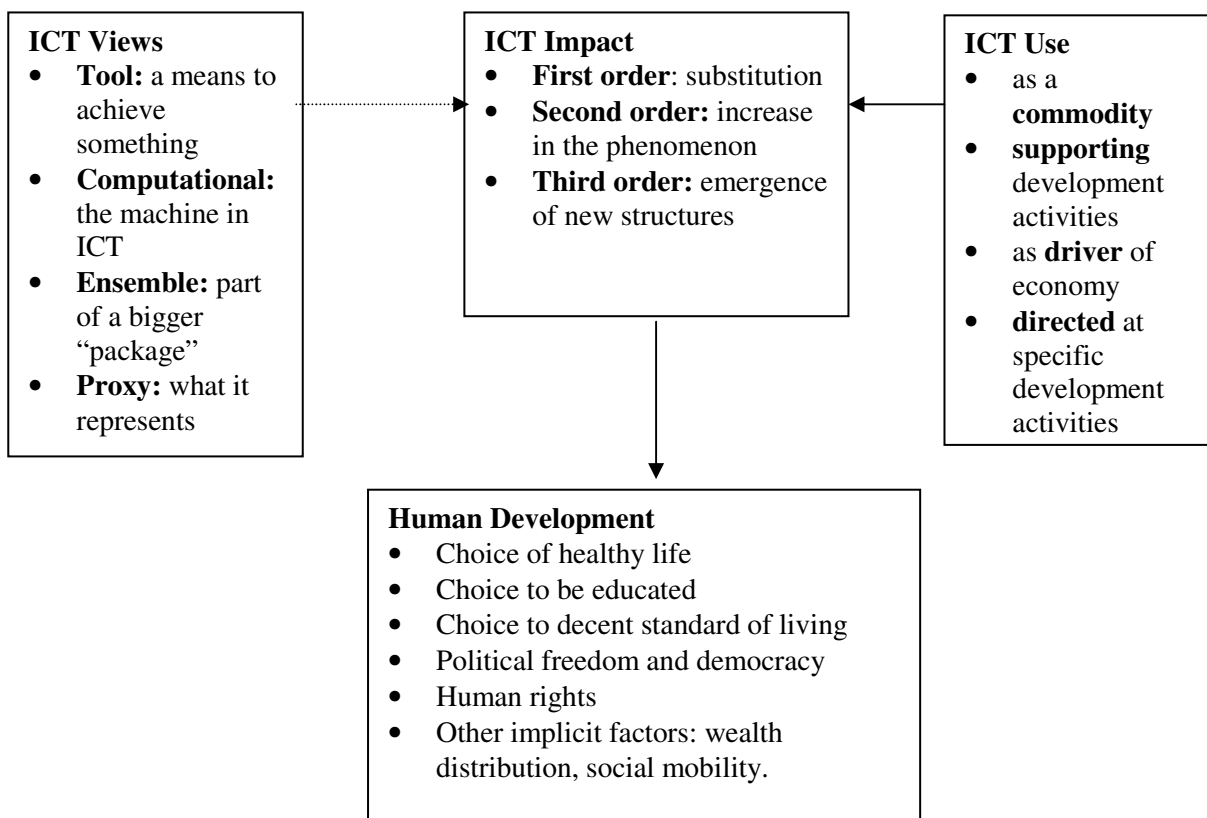 ICT Views
• Tool: a means to
achieve
something
• Computational:
the machine in
ICT
• Ensemble: part
of a bigger
“package”
• Proxy: what it
represents
ICT Impact
• First order: substitution
• Second order: increase
in the phenomenon
• Third order: emergence
of new structures
ICT Use
• as a
commodity
• supporting
development
activities
• as driver of
economy
• directed at
specific
development
activities
Human Development
• Choice of healthy life
• Choice to be educated
• Choice to decent standard of living
• Political freedom and democracy
• Human rights
• Other implicit factors: wealth
distribution, social mobility.